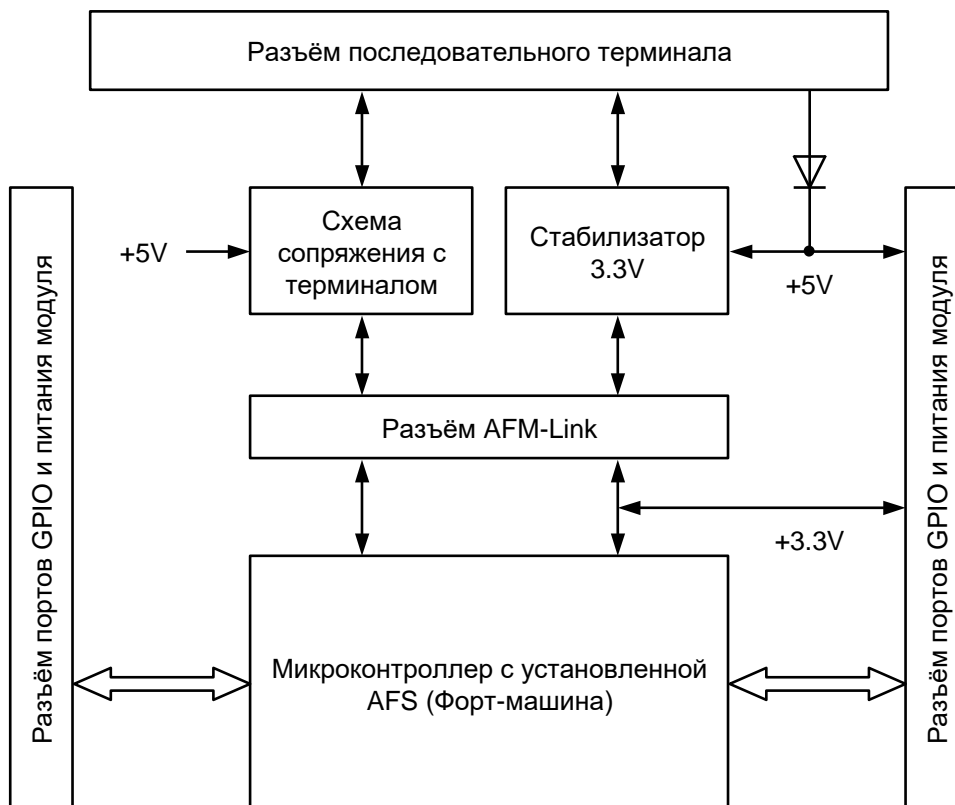 Разъём последовательного терминала
Схема
сопряжения с
терминалом
Стабилизатор
3.3V
+5V
+5V
Разъём портов GPIO и питания модуля
Разъём портов GPIO и питания модуля
Разъём AFM-Link
+3.3V
Микроконтроллер с установленной
AFS (Форт-машина)